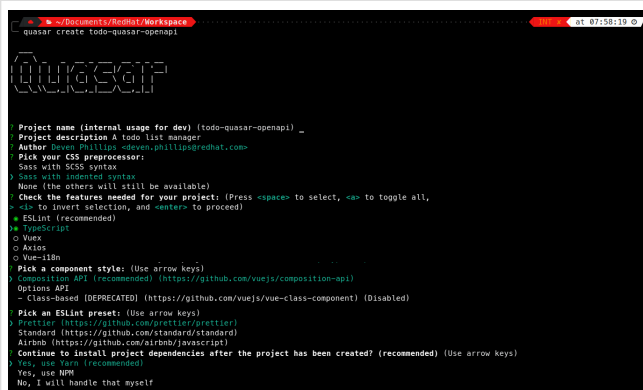 ~/Documents/RedHat/Workspace INT ✘ at 07:58:19
quasar create todo-quasar-openapi
? Project name (internal usage for dev) (todo-quasar-openapi) _
? Project description A todo list manager
? Author Deven Phillips <deven.phillips@redhat.com>
? Pick your CSS preprocessor:
Sass with SCSS syntax
❯ Sass with indented syntax
None (the others will still be available)
? Check the features needed for your project: (Press <space> to select, <a> to toggle all,
> <i> to invert selection, and <enter> to proceed)
◉ ESLint (recommended)
❯◉ TypeScript
○ Vuex
○ Axios
○ Vue-i18n
? Pick a component style: (Use arrow keys)
❯ Composition API (recommended) (https://github.com/vuejs/composition-api)
Options API
- Class-based [DEPRECATED] (https://github.com/vuejs/vue-class-component) (Disabled)
? Pick an ESLint preset: (Use arrow keys)
❯ Prettier (https://github.com/prettier/prettier)
Standard (https://github.com/standard/standard)
Airbnb (https://github.com/airbnb/javascript)
? Continue to install project dependencies after the project has been created? (recommended) (Use arrow keys)
❯ Yes, use Yarn (recommended)
Yes, use NPM
No, I will handle that myself